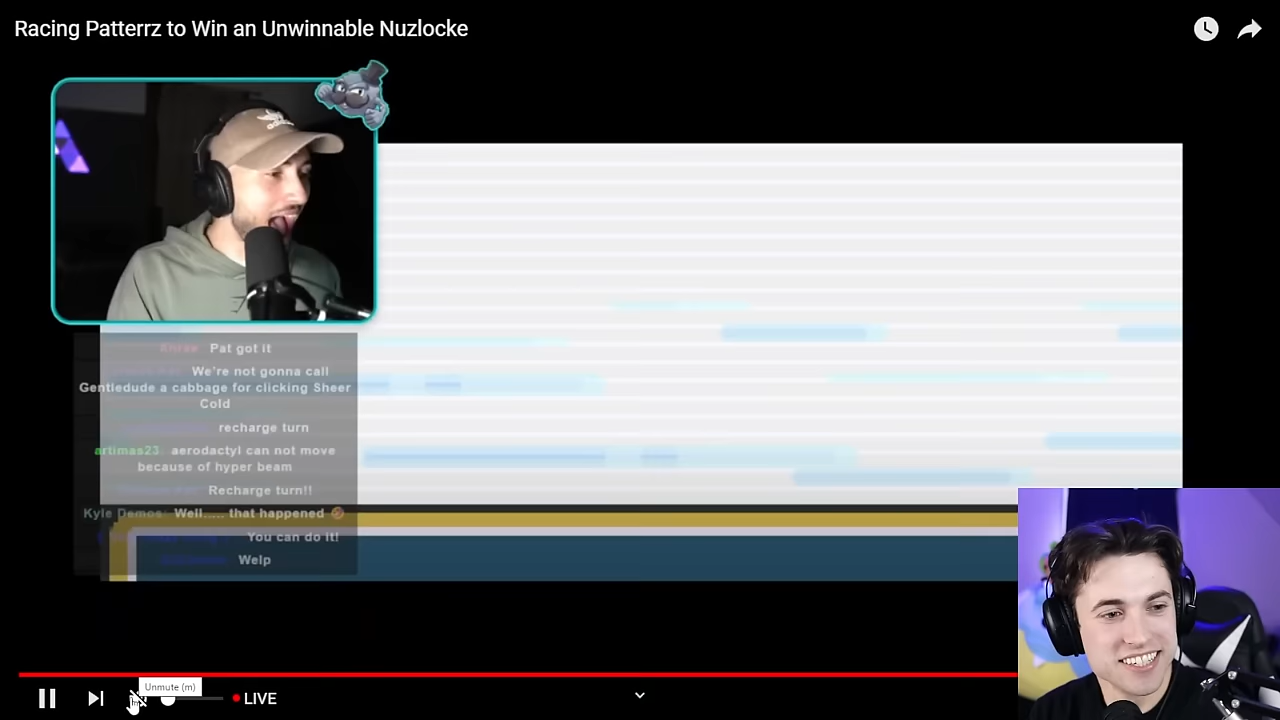 Racing Patterrz to Win an Unwinnable Nuzlocke
Pat got it
We're not gonna call
Gentledude a cabbage for clicking Sheer
Cold
recharge turn
artimas23: aerodactyl can not move
because of hyper beam
Recharge turn!!
Kyle Demos: Well..... that happened
You can do it!
Welp
Unmute (m)
LIVE